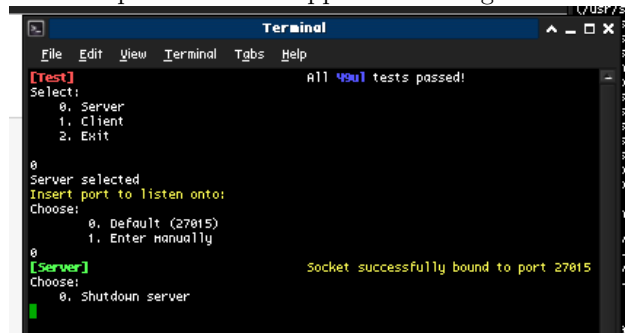 Terminal
File Edit View Terminal Tabs Help
[Test] All 49ul tests passed!
Select:
0. Server
1. Client
2. Exit
0
Server selected
Insert port to listen onto:
Choose:
0. Default (27015)
1. Enter manually
0
[Server] Socket successfully bound to port 27015
Choose:
0. Shutdown server